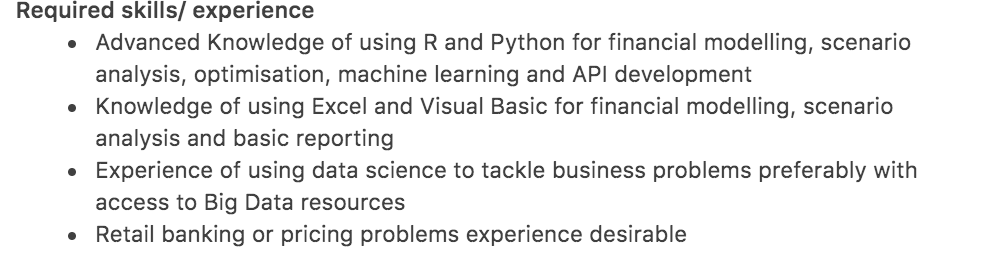 Required skills/ experience
• Advanced Knowledge of using R and Python for financial modelling, scenario
analysis, optimisation, machine learning and API development
• Knowledge of using Excel and Visual Basic for financial modelling, scenario
analysis and basic reporting
• Experience of using data science to tackle business problems preferably with
access to Big Data resources
• Retail banking or pricing problems experience desirable